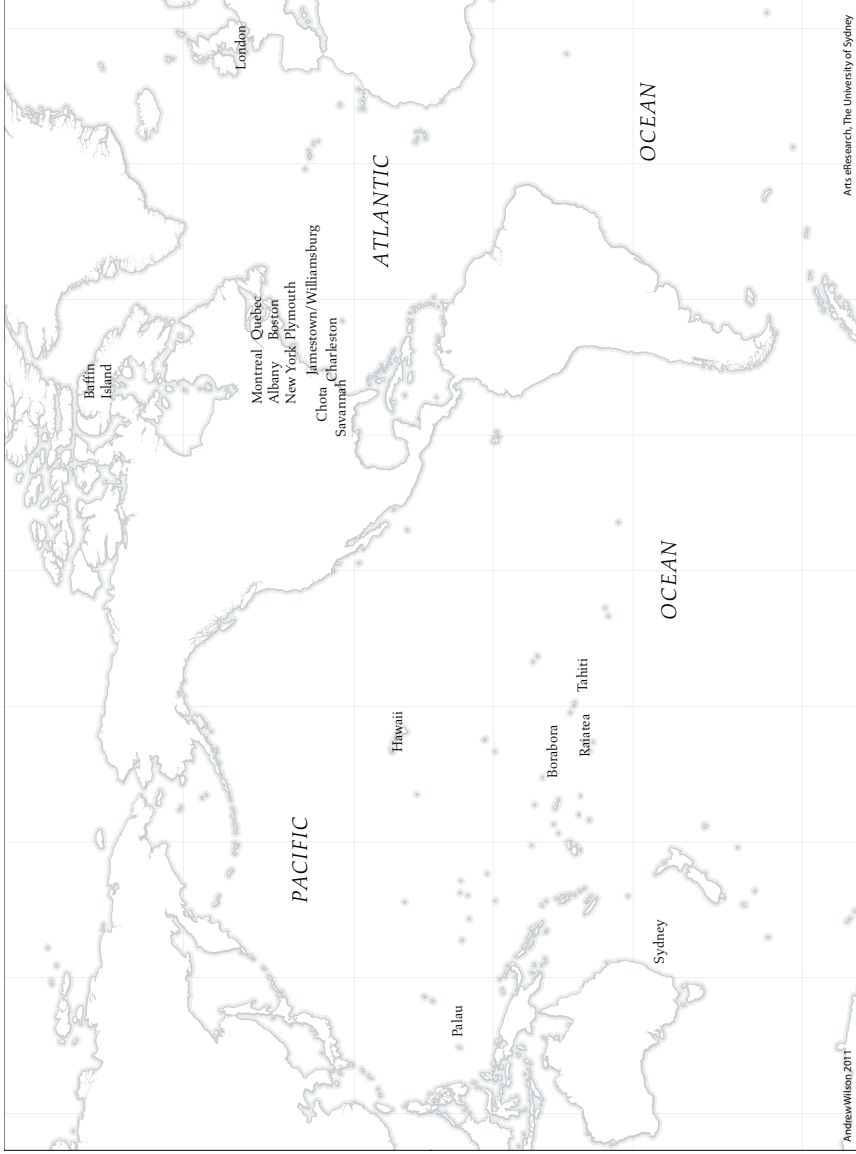 Baffin
Island
London
Montreal Quebec
Albany Boston
New York Plymouth
Jamestown/Williamsburg
Chota Charleston
Savannah
ATLANTIC
PACIFIC
Hawaii
Palau
Borabora
Tahiti
Raiatea
OCEAN
OCEAN
Sydney
Andrew Wilson 2011
Arts eResearch, The University of Sydney